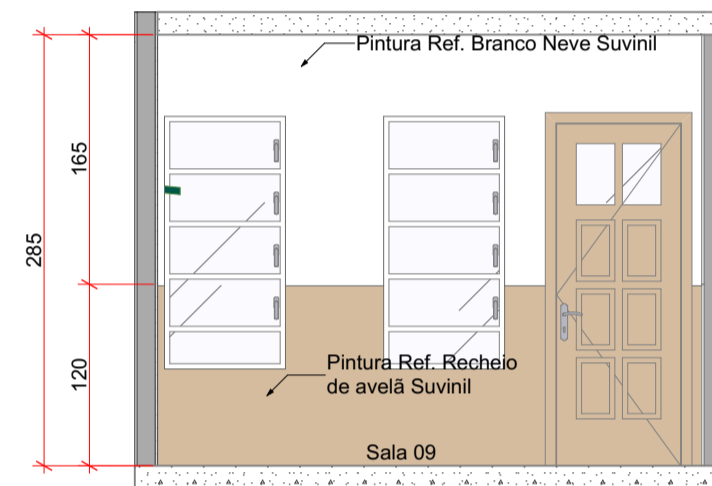 Pintura Ref. Branco Neve Suvinil
165
285
120
Pintura Ref. Recheio
de avelã Suvinil
Sala 09